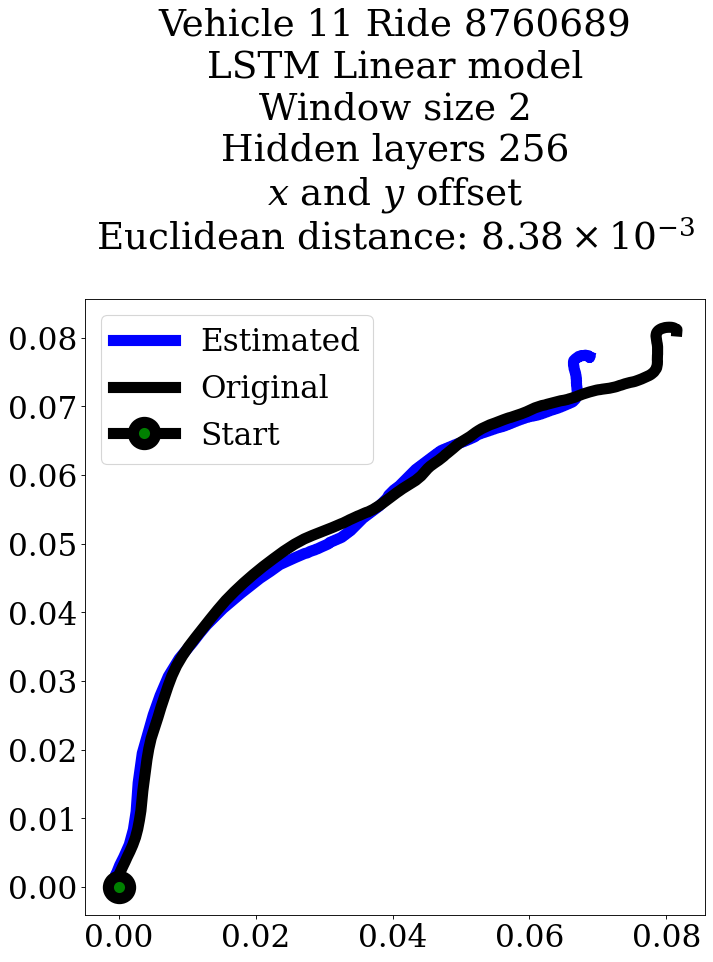 Vehicle 11 Ride 8760689
LSTM Linear model
Window size 2
Hidden layers 256
x and y offset
Euclidean distance: 8.38 × 10⁻³
Estimated
Original
Start
0.08
0.07
0.06
0.05
0.04
0.03
0.02
0.01
0.00
0.00 0.02 0.04 0.06 0.08